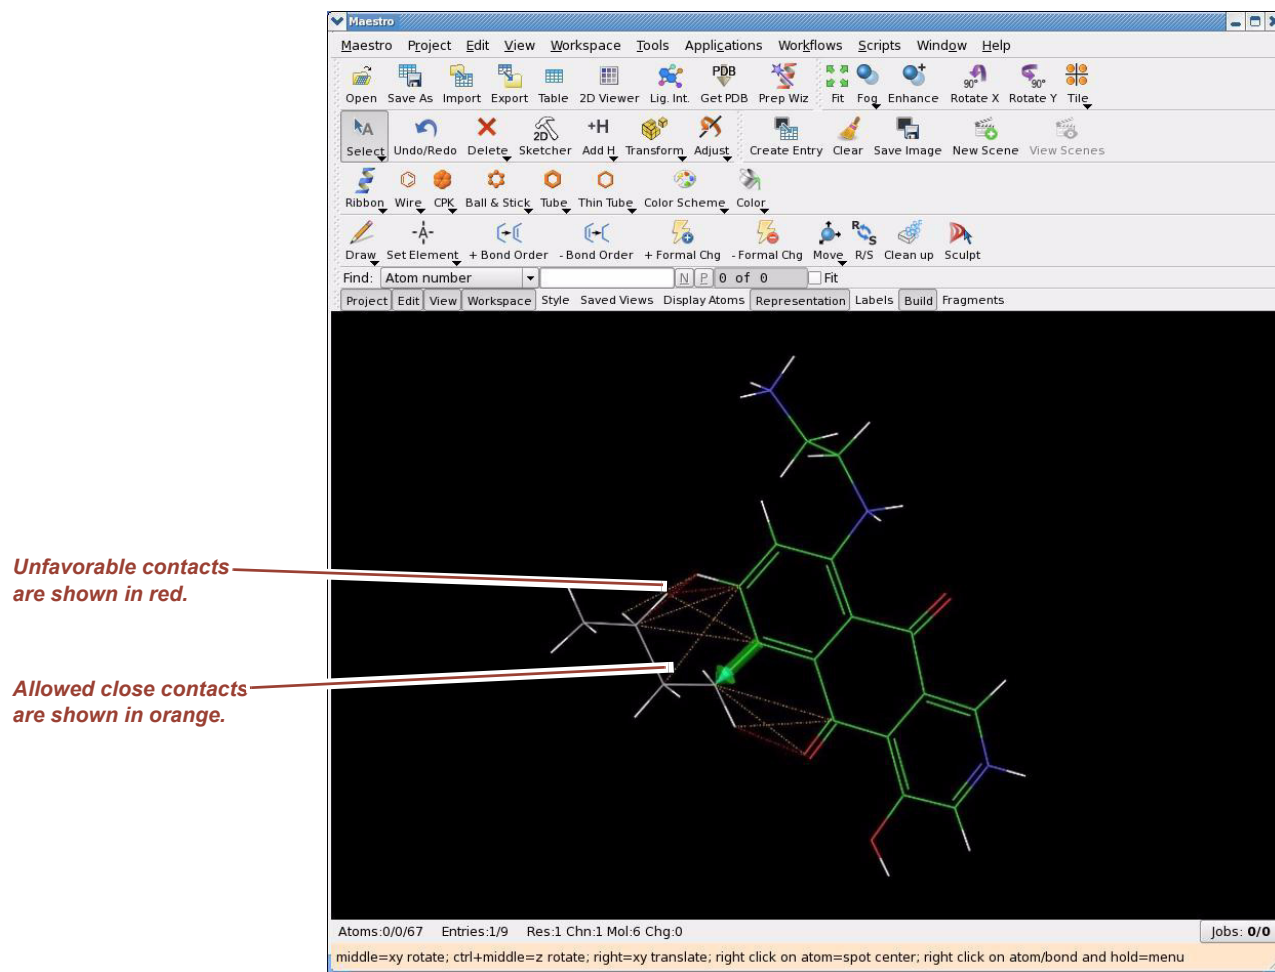 Maestro
Maestro Project Edit View Workspace Tools Applications Workflows Scripts Window Help
PDB 90° 90°
Open Save As Import Export Table 2D Viewer Lig. Int. Get PDB Prep Wiz Fit Fog Enhance Rotate X Rotate Y Tile
A 2D +H
Select Undo/Redo Delete Sketcher Add H Transform Adjust Create Entry Clear Save Image New Scene View Scenes
Ribbon Wire CPK Ball & Stick Tube Thin Tube Color Scheme Color
-A- R S
Draw Set Element + Bond Order - Bond Order + Formal Chg - Formal Chg Move R/S Clean up Sculpt
Find: Atom number N P 0 of 0 Fit
Project Edit View Workspace Style Saved Views Display Atoms Representation Labels Build Fragments
Unfavorable contacts
are shown in red.
Allowed close contacts
are shown in orange.
Atoms:0/0/67 Entries:1/9 Res:1 Chn:1 Mol:6 Chg:0 Jobs: 0/0
middle=xy rotate; ctrl+middle=z rotate; right=xy translate; right click on atom=spot center; right click on atom/bond and hold=menu